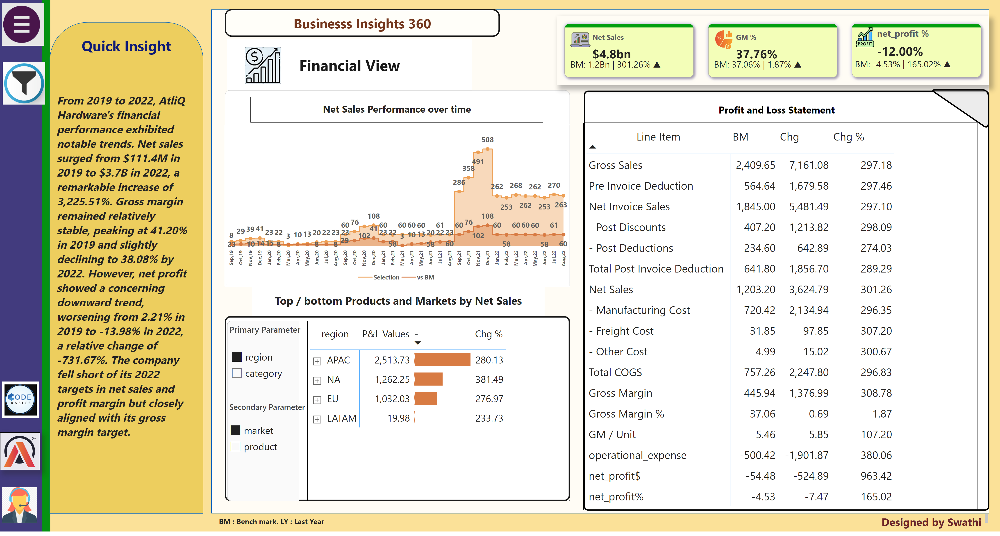 Quick Insight
From 2019 to 2022, AtliQ
Hardware's financial
performance exhibited
notable trends. Net sales
surged from $111.4M in
2019 to $3.7B in 2022, a
remarkable increase of
3,225.51%. Gross margin
remained relatively
stable, peaking at 41.20%
in 2019 and slightly
declining to 38.08% by
2022. However, net profit
showed a concerning
downward trend,
worsening from 2.21% in
2019 to -13.98% in 2022,
a relative change of
-731.67%. The company
fell short of its 2022
targets in net sales and
profit margin but closely
aligned with its gross
margin target.
CODE
BASICS
®
Businesss Insights 360
Financial View
Net Sales
$4.8bn
BM: 1.2Bn | 301.26% ▲
GM %
37.76%
BM: 37.06% | 1.87% ▲
PROFIT
net_profit %
-12.00%
BM: -4.53% | 165.02% ▲
Net Sales Performance over time
508
491
358
286
262 268 262 270
253 262 253 263
108 108
60 76 60 60 60 60 61 60 76 60 60 60 60 61
8 29 39 41 23 22 3 10 13 20 22 23 23 102 41 23 22 3 10 13 20 22 23 102
23 10 14 15 8 8 8 29 58 58 60 58 58 60
Sep,19 Oct,19 Nov,19 Dec,19 Jan,20 Feb,20 Mar,20 Apr,20 May,20 Jun,20 Jul,20 Aug,20 Sep,20 Oct,20 Nov,20 Dec,20 Jan,21 Feb,21 Mar,21 Apr,21 May,21 Jun,21 Jul,21 Aug,21 Sep,21 Oct,21 Nov,21 Dec,21 Jan,22 Feb,22 Mar,22 Apr,22 May,22 Jun,22 Jul,22 Aug,22
Selection vs BM
Top / bottom Products and Markets by Net Sales
Primary Parameter
region
category
Secondary Parameter
market
product
region P&L Values - Chg %
APAC 2,513.73 280.13
NA 1,262.25 381.49
EU 1,032.03 276.97
LATAM 19.98 233.73
Profit and Loss Statement
Line Item BM Chg Chg %
Gross Sales 2,409.65 7,161.08 297.18
Pre Invoice Deduction 564.64 1,679.58 297.46
Net Invoice Sales 1,845.00 5,481.49 297.10
- Post Discounts 407.20 1,213.82 298.09
- Post Deductions 234.60 642.89 274.03
Total Post Invoice Deduction 641.80 1,856.70 289.29
Net Sales 1,203.20 3,624.79 301.26
- Manufacturing Cost 720.42 2,134.94 296.35
- Freight Cost 31.85 97.85 307.20
- Other Cost 4.99 15.02 300.67
Total COGS 757.26 2,247.80 296.83
Gross Margin 445.94 1,376.99 308.78
Gross Margin % 37.06 0.69 1.87
GM / Unit 5.46 5.85 107.20
operational_expense -500.42 -1,901.87 380.06
net_profit$ -54.48 -524.89 963.42
net_profit% -4.53 -7.47 165.02
BM : Bench mark. LY : Last Year
Designed by Swathi